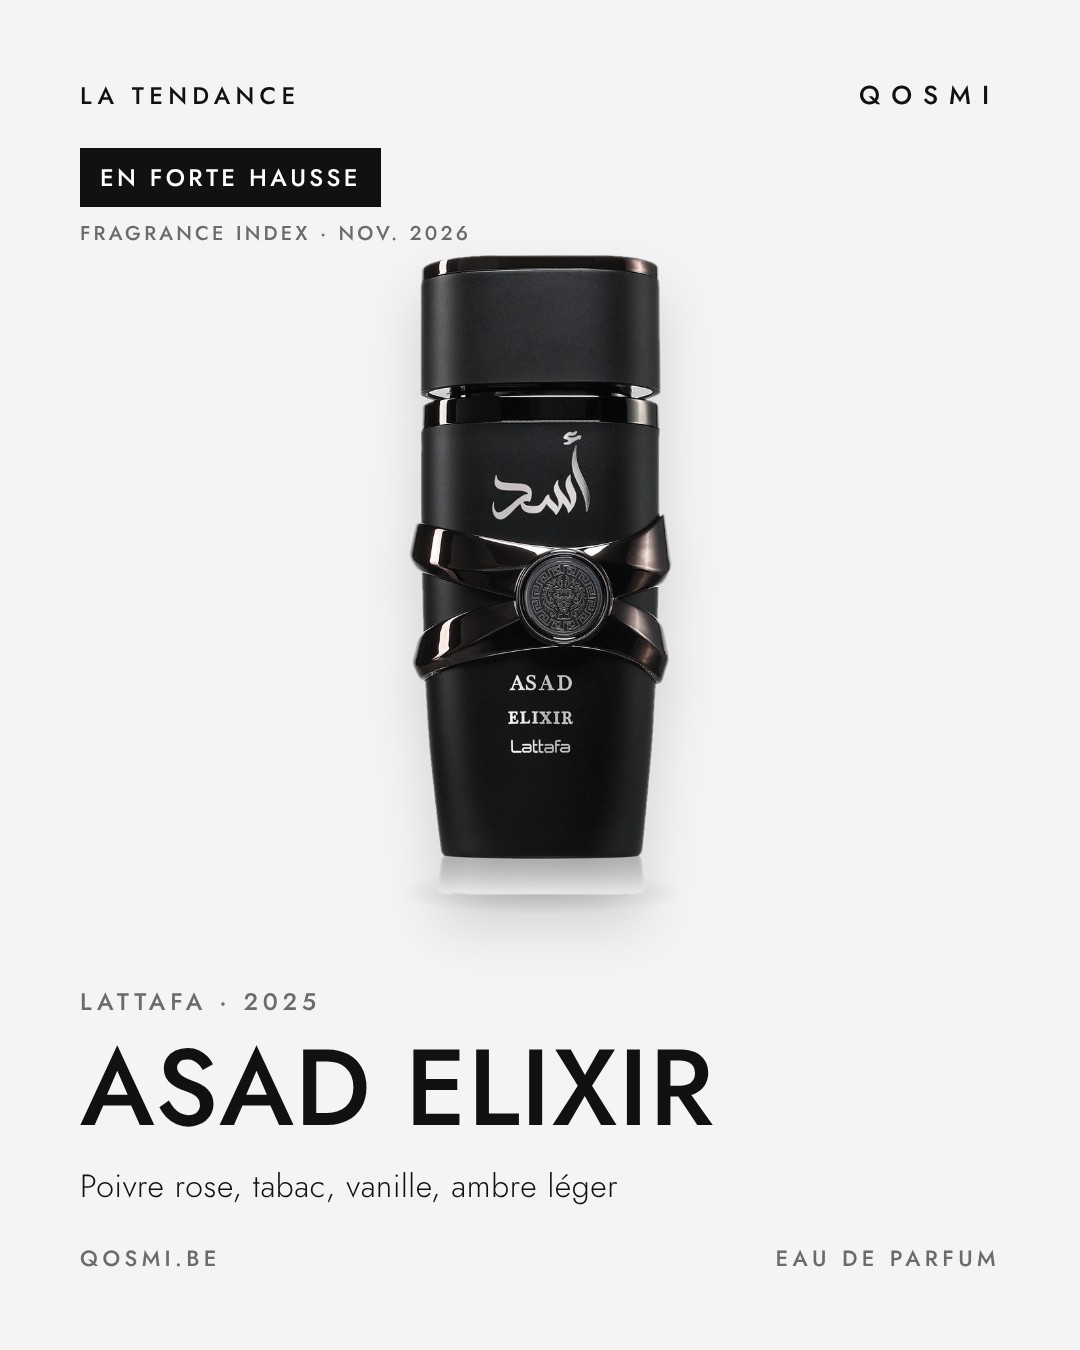 LA TENDANCE
QOSMI
EN FORTE HAUSSE
FRAGRANCE INDEX · NOV. 2026
أسد
ASAD
ELIXIR
Lattafa
LATTAFA · 2025
ASAD ELIXIR
Poivre rose, tabac, vanille, ambre léger
QOSMI.BE
EAU DE PARFUM